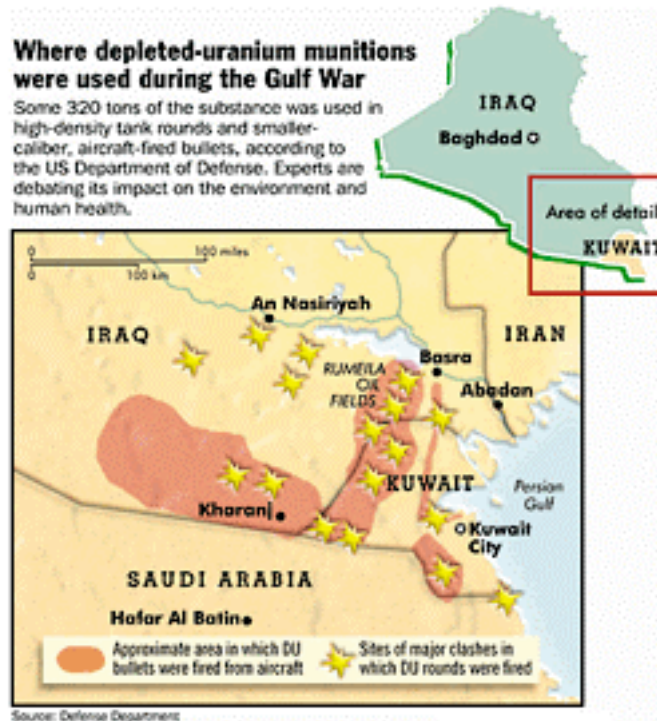 Where depleted-uranium munitions
were used during the Gulf War
Some 320 tons of the substance was used in
high-density tank rounds and smaller-
caliber, aircraft-fired bullets, according to
the US Department of Defense. Experts are
debating its impact on the environment and
human health.
IRAQ
Baghdad
Area of detail
KUWAIT
0 100 miles
0 100 km
An Nasiriyah
IRAQ
IRAN
Basra
RUMEILA
OIL
FIELDS
Abadan
KUWAIT
Persian
Gulf
Kharanj
Kuwait
City
SAUDI ARABIA
Hafar Al Batin
Approximate area in which DU
bullets were fired from aircraft
Sites of major clashes in
which DU rounds were fired
Source: Defense Department